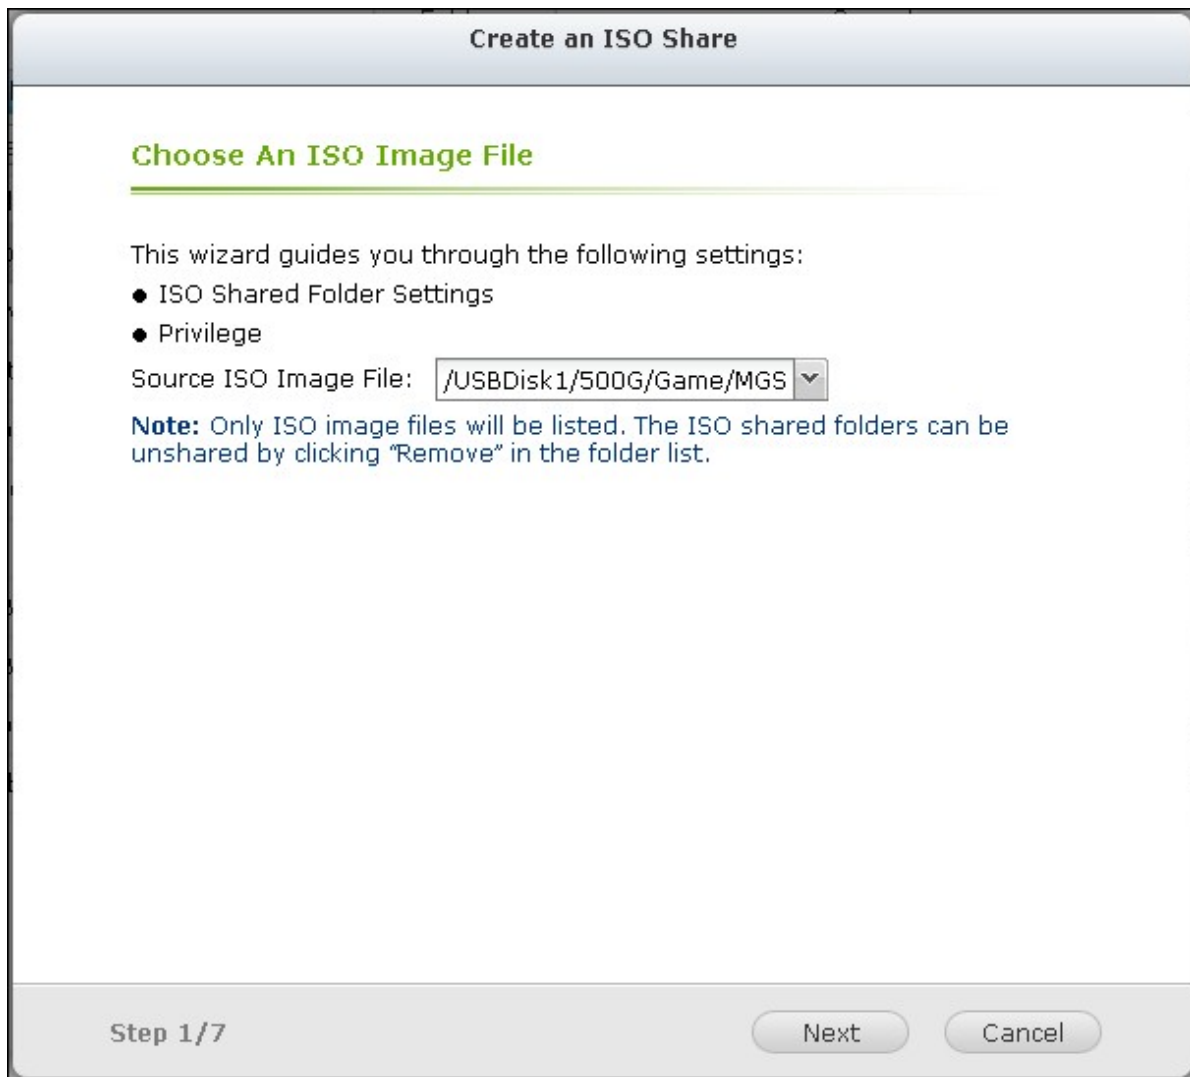 Create an ISO Share
Choose An ISO Image File
This wizard guides you through the following settings:
● ISO Shared Folder Settings
● Privilege
Source ISO Image File: /USBDisk1/500G/Game/MGS
Note: Only ISO image files will be listed. The ISO shared folders can be
unshared by clicking “Remove” in the folder list.
Step 1/7 Next Cancel